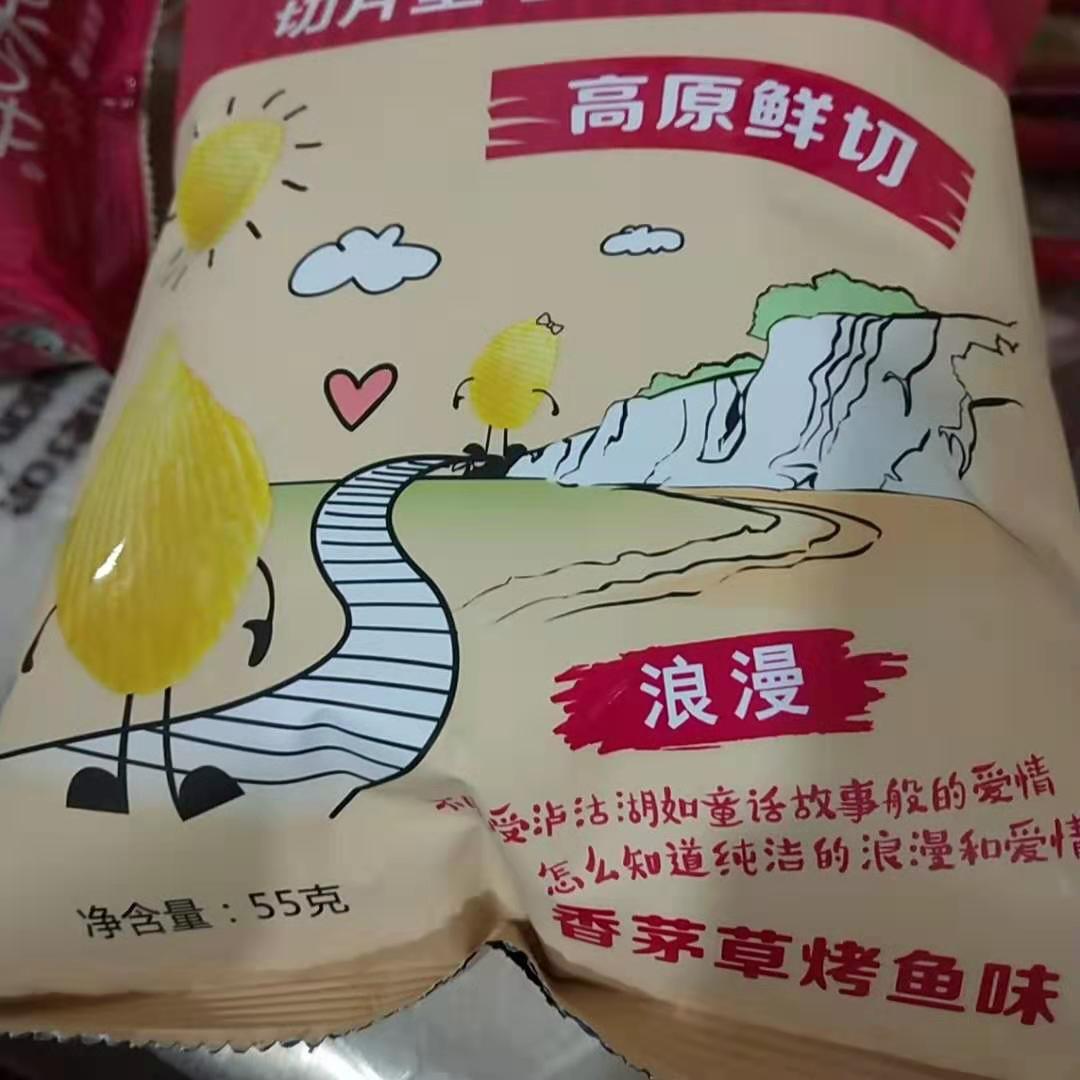 高原鲜切
浪漫
受泸沽湖如童话故事般的爱情
怎么知道纯洁的浪漫和爱情
净含量：55克
香茅草烤鱼味